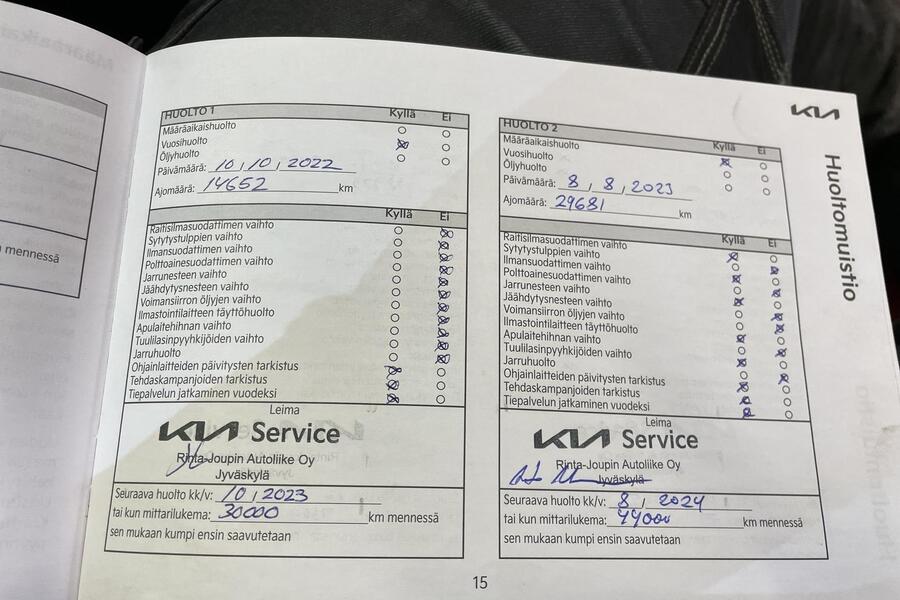 HUOLTO 1 Kyllä Ei
Määräaikaishuolto
Vuosihuolto
Öljyhuolto
Päivämäärä: 10, 10, 2022
Ajomäärä: 14652 km
Kyllä Ei
Raitisilmasuodattimen vaihto
Sytytystulppien vaihto
Ilmansuodattimen vaihto
Polttoainesuodattimen vaihto
Jarrunesteen vaihto
Jäähdytysnesteen vaihto
Voimansiirron öljyjen vaihto
Ilmastointilaitteen täyttöhuolto
Apulaitehihnan vaihto
Tuulilasinpyyhkijöiden vaihto
Jarruhuolto
Ohjainlaitteiden päivitysten tarkistus
Tehdaskampanjoiden tarkistus
Tiepalvelun jatkaminen vuodeksi
Leima
KIA Service
Rinta-Joupin Autoliike Oy
Jyväskylä
Seuraava huolto kk/v: 10, 2023
tai kun mittarilukema: 30000 km mennessä
sen mukaan kumpi ensin saavutetaan
HUOLTO 2 Kyllä Ei
Määräaikaishuolto
Vuosihuolto
Öljyhuolto
Päivämäärä: 8, 8, 2023
Ajomäärä: 29681 km
Kyllä Ei
Raitisilmasuodattimen vaihto
Sytytystulppien vaihto
Ilmansuodattimen vaihto
Polttoainesuodattimen vaihto
Jarrunesteen vaihto
Jäähdytysnesteen vaihto
Voimansiirron öljyjen vaihto
Ilmastointilaitteen täyttöhuolto
Apulaitehihnan vaihto
Tuulilasinpyyhkijöiden vaihto
Jarruhuolto
Ohjainlaitteiden päivitysten tarkistus
Tehdaskampanjoiden tarkistus
Tiepalvelun jatkaminen vuodeksi
Leima
KIA Service
Rinta-Joupin Autoliike Oy
Jyväskylä
Seuraava huolto kk/v: 8, 2024
tai kun mittarilukema: 44000 km mennessä
sen mukaan kumpi ensin saavutetaan
KIA
Huoltomuistio
mennessä
15